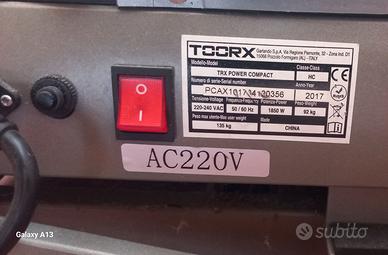 TOORX
Garlando S.p.A. Via Regione Piemonte, 32 - Zona Ind. D1
15068 Pozzolo Formigaro (AL) - ITALY
Modello-Model Classe-Class
TRX POWER COMPACT HC
Numero di serie-Serial number Anno-Year
PCAX101714120356 2017
Tensione-Voltage Frequenza-Frequency Potenza-Power Peso-Weight
220-240 VAC 50 / 60 Hz 1850 W 92 kg
Peso max utente-Max user weight Made in
135 kg CHINA
AC220V
Galaxy A13
subito